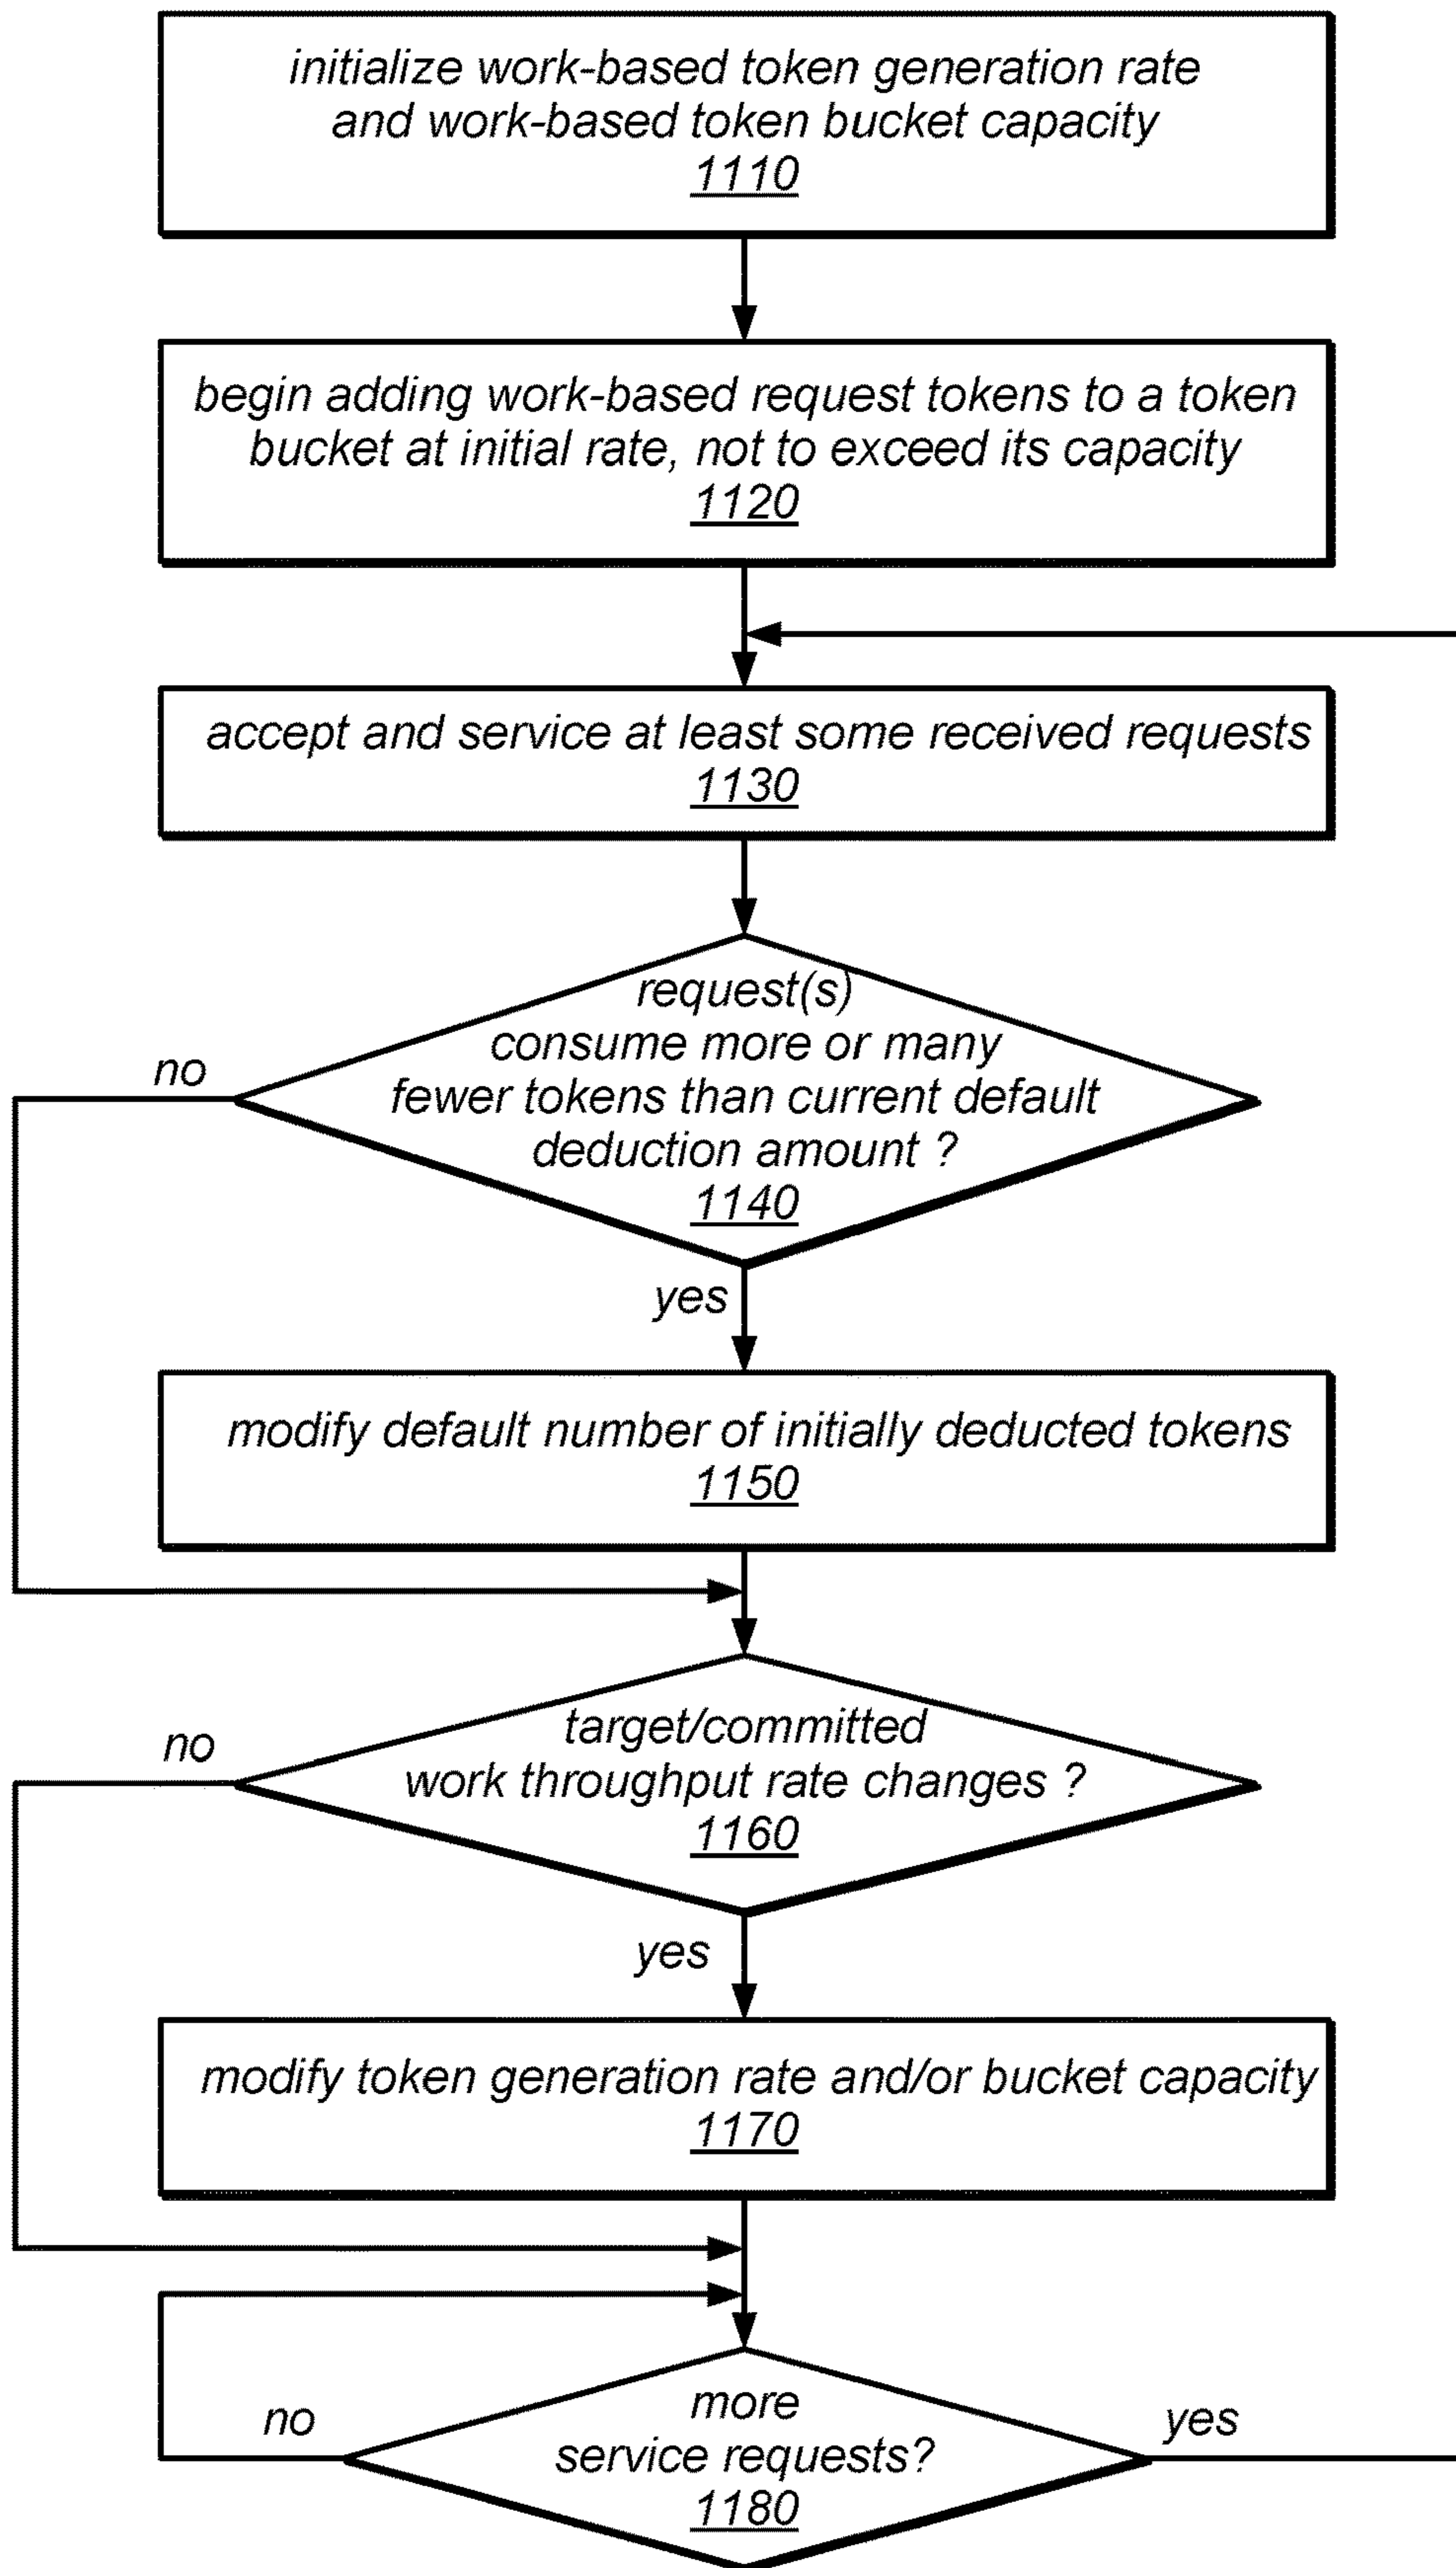 initialize work-based token generation rate
and work-based token bucket capacity
1110
begin adding work-based request tokens to a token
bucket at initial rate, not to exceed its capacity
1120
accept and service at least some received requests
1130
request(s)
consume more or many
fewer tokens than current default
deduction amount ?
1140
no
yes
modify default number of initially deducted tokens
1150
target/committed
work throughput rate changes ?
1160
no
yes
modify token generation rate and/or bucket capacity
1170
more
service requests?
1180
no
yes